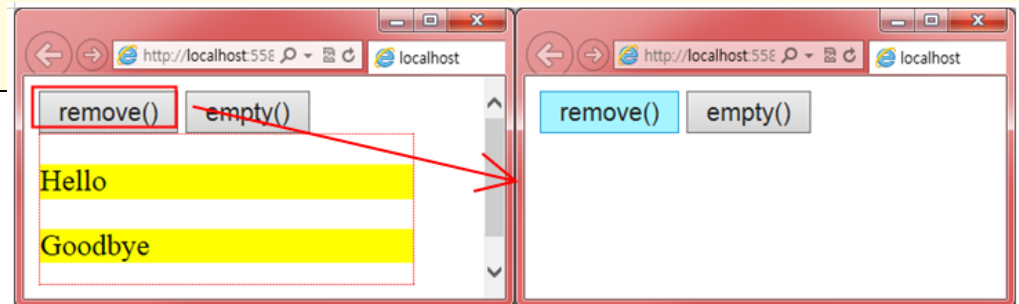 http://localhost:558
localhost
remove() empty()
Hello
Goodbye
http://localhost:558
localhost
remove() empty()